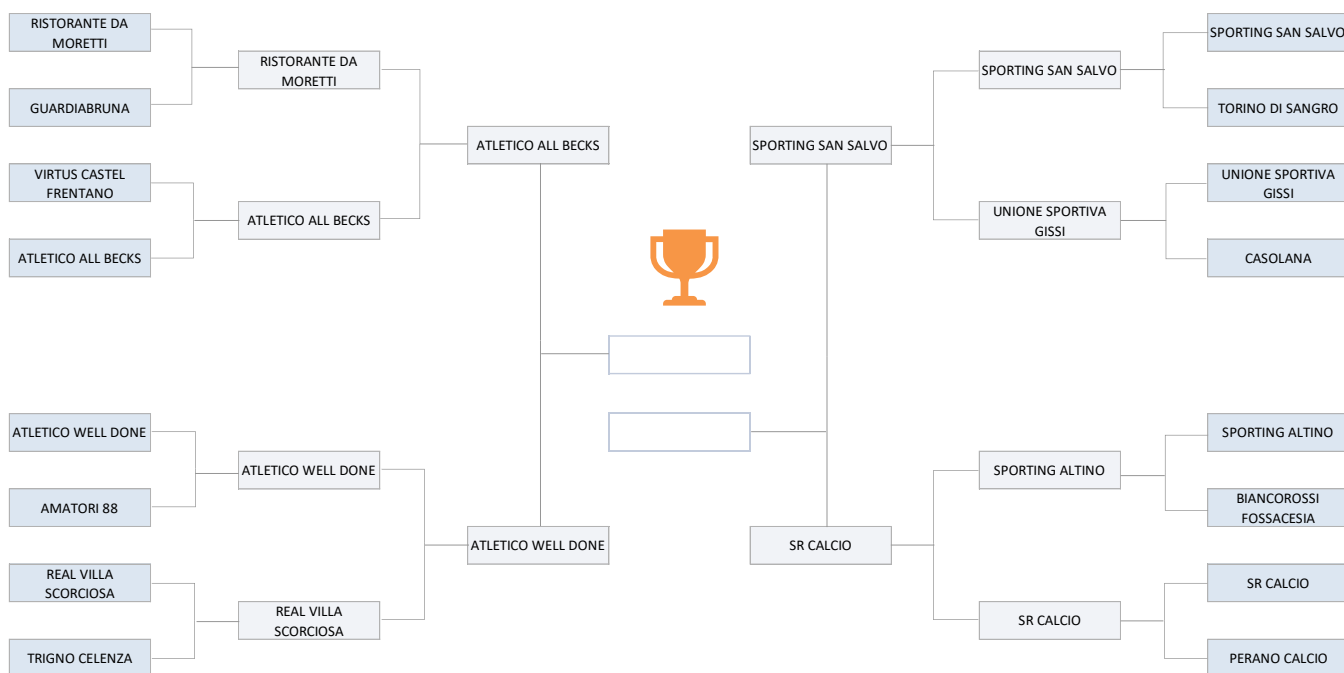 RISTORANTE DA
MORETTI
GUARDIABRUNA
VIRTUS CASTEL
FRENTANO
ATLETICO ALL BECKS
ATLETICO WELL DONE
AMATORI 88
REAL VILLA
SCORCIOSA
TRIGNO CELENZA
RISTORANTE DA
MORETTI
ATLETICO ALL BECKS
ATLETICO WELL DONE
REAL VILLA
SCORCIOSA
ATLETICO ALL BECKS
ATLETICO WELL DONE
SPORTING SAN SALVO
SR CALCIO
SPORTING SAN SALVO
UNIONE SPORTIVA
GISSI
SPORTING ALTINO
SR CALCIO
SPORTING SAN SALVO
TORINO DI SANGRO
UNIONE SPORTIVA
GISSI
CASOLANA
SPORTING ALTINO
BIANCOROSSI
FOSSACESIA
SR CALCIO
PERANO CALCIO